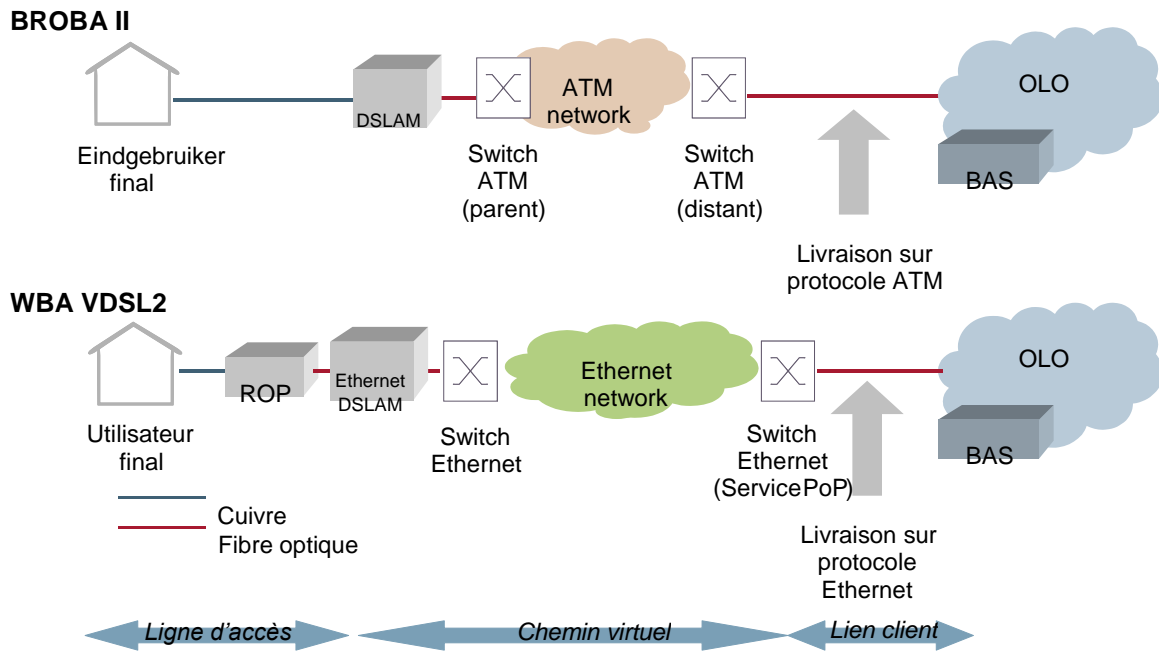 BROBA II
DSLAM
ATM
network
OLO
BAS
Eindgebruiker
final
Switch
ATM
(parent)
Switch
ATM
(distant)
Livraison sur
protocole ATM
WBA VDSL2
ROP
Ethernet
DSLAM
Ethernet
network
OLO
BAS
Utilisateur
final
Switch
Ethernet
Switch
Ethernet
(ServicePoP)
Cuivre
Fibre optique
Livraison sur
protocole
Ethernet
Ligne d'accès
Chemin virtuel
Lien client